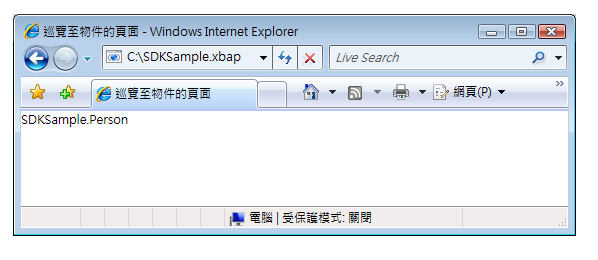 巡覽至物件的頁面 - Windows Internet Explorer
C:\SDKSample.xbap
Live Search
巡覽至物件的頁面
網頁(P)
SDKSample.Person
電腦 | 受保護模式: 關閉